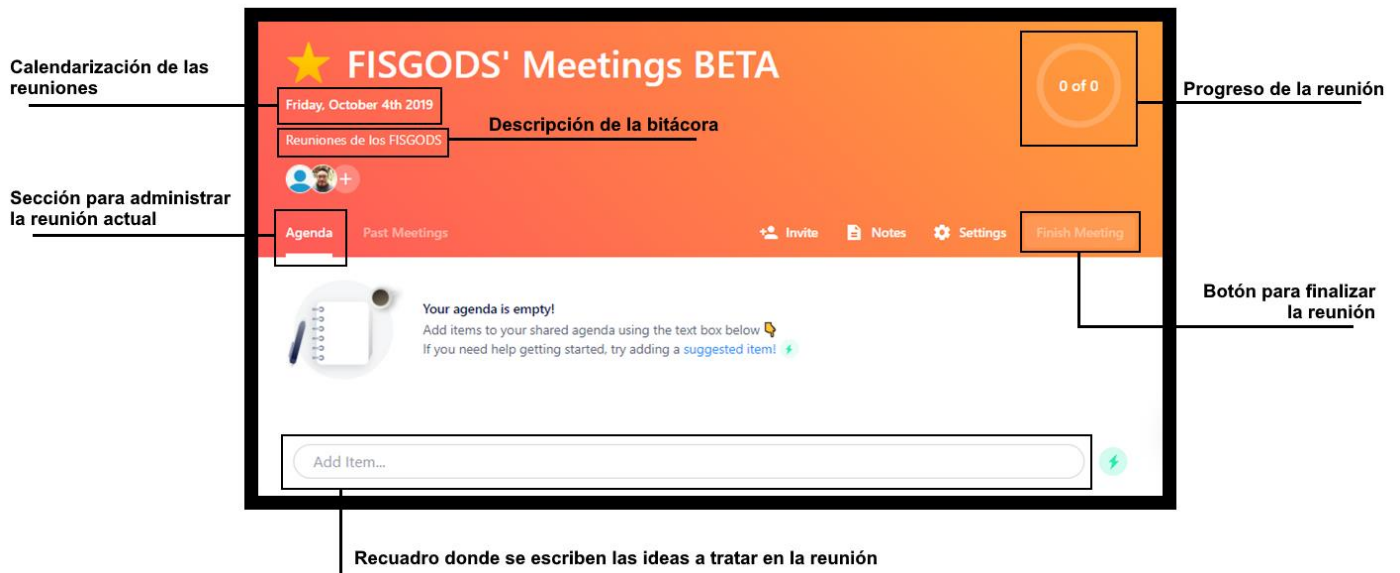 Calendarización de las
reuniones
FISGODS' Meetings BETA
0 of 0
Progreso de la reunión
Friday, October 4th 2019
Descripción de la bitácora
Reuniones de los FISGODS
Sección para administrar
la reunión actual
Agenda
Past Meetings
Invite
Notes
Settings
Finish Meeting
Botón para finalizar
la reunión
Your agenda is empty!
Add items to your shared agenda using the text box below 👇
If you need help getting started, try adding a suggested item!
Add Item...
Recuadro donde se escriben las ideas a tratar en la reunión